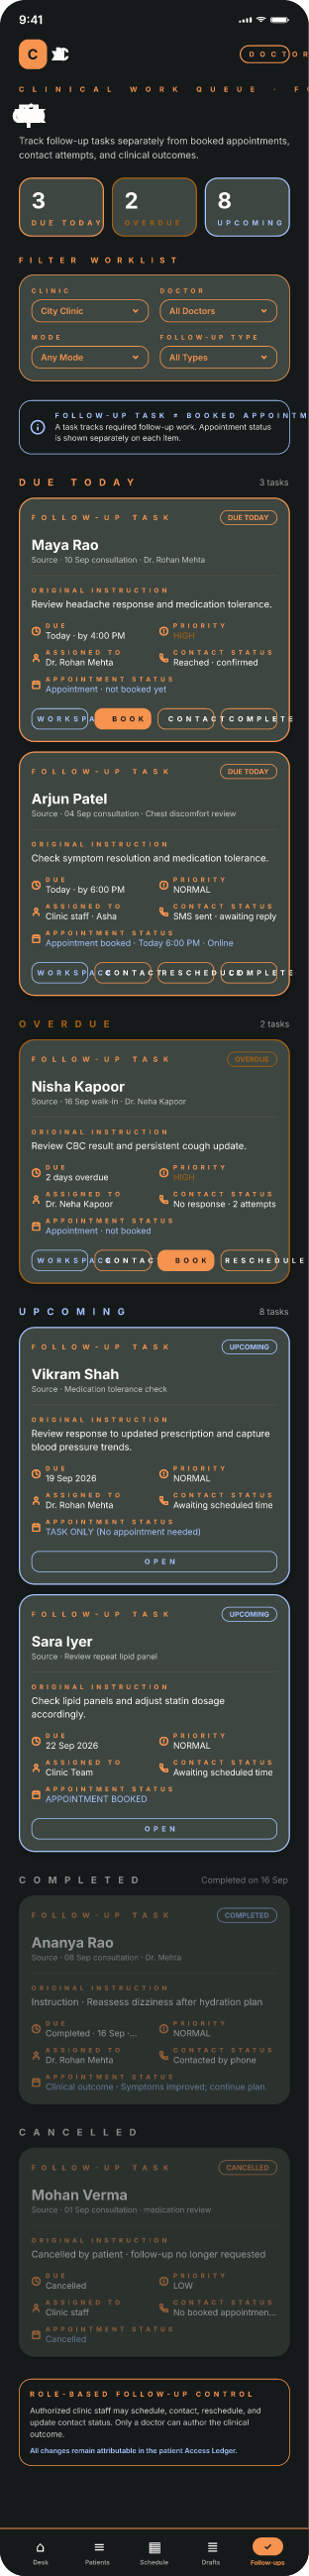 9:41
C
DOCTOR
CLINICAL WORK QUEUE ·
Track follow-up tasks separately from booked appointments,
contact attempts, and clinical outcomes.
3
DUE TODAY
2
OVERDUE
8
UPCOMING
FILTER WORKLIST
CLINIC
DOCTOR
City Clinic
All Doctors
MODE
FOLLOW-UP TYPE
Any Mode
All Types
FOLLOW-UP TASK ≠ BOOKED APPOINTM
A task tracks required follow-up work. Appointment status
is shown separately on each item.
DUE TODAY
3 tasks
FOLLOW-UP TASK
DUE TODAY
Maya Rao
Source · 10 Sep consultation · Dr. Rohan Mehta
ORIGINAL INSTRUCTION
Review headache response and medication tolerance.
DUE
PRIORITY
Today · by 4:00 PM
HIGH
ASSIGNED TO
CONTACT STATUS
Dr. Rohan Mehta
Reached · confirmed
APPOINTMENT STATUS
Appointment · not booked yet
WORKSPA
BOOK
CONTACT
COMPLETE
FOLLOW-UP TASK
DUE TODAY
Arjun Patel
Source · 04 Sep consultation · Chest discomfort review
ORIGINAL INSTRUCTION
Check symptom resolution and medication tolerance.
DUE
PRIORITY
Today · by 6:00 PM
NORMAL
ASSIGNED TO
CONTACT STATUS
Clinic staff · Asha
SMS sent · awaiting reply
APPOINTMENT STATUS
Appointment booked · Today 6:00 PM · Online
WORKSPACE
CONTACT
RESCHEDULE
COMPLETE
OVERDUE
2 tasks
FOLLOW-UP TASK
OVERDUE
Nisha Kapoor
Source · 16 Sep walk-in · Dr. Neha Kapoor
ORIGINAL INSTRUCTION
Review CBC result and persistent cough update.
DUE
PRIORITY
2 days overdue
HIGH
ASSIGNED TO
CONTACT STATUS
Dr. Neha Kapoor
No response · 2 attempts
APPOINTMENT STATUS
Appointment · not booked
WORKSPACE
CONTAC
BOOK
RESCHEDULE
UPCOMING
8 tasks
FOLLOW-UP TASK
UPCOMING
Vikram Shah
Source · Medication tolerance check
ORIGINAL INSTRUCTION
Review response to updated prescription and capture
blood pressure trends.
DUE
PRIORITY
19 Sep 2026
NORMAL
ASSIGNED TO
CONTACT STATUS
Dr. Rohan Mehta
Awaiting scheduled time
APPOINTMENT STATUS
TASK ONLY (No appointment needed)
OPEN
FOLLOW-UP TASK
UPCOMING
Sara Iyer
Source · Review repeat lipid panel
ORIGINAL INSTRUCTION
Check lipid panels and adjust statin dosage
accordingly.
DUE
PRIORITY
22 Sep 2026
NORMAL
ASSIGNED TO
CONTACT STATUS
Clinic Team
Awaiting scheduled time
APPOINTMENT STATUS
APPOINTMENT BOOKED
OPEN
COMPLETED
Completed on 16 Sep
FOLLOW-UP TASK
COMPLETED
Ananya Rao
Source · 08 Sep consultation · Dr. Mehta
ORIGINAL INSTRUCTION
Instruction · Reassess dizziness after hydration plan
DUE
PRIORITY
Completed · 16 Sep ·...
NORMAL
ASSIGNED TO
CONTACT STATUS
Dr. Rohan Mehta
Contacted by phone
APPOINTMENT STATUS
Clinical outcome · Symptoms improved; continue plan.
CANCELLED
FOLLOW-UP TASK
CANCELLED
Mohan Verma
Source · 01 Sep consultation · medication review
ORIGINAL INSTRUCTION
Cancelled by patient · follow-up no longer requested
DUE
PRIORITY
Cancelled
LOW
ASSIGNED TO
CONTACT STATUS
Clinic staff
No booked appointmen...
APPOINTMENT STATUS
Cancelled
ROLE-BASED FOLLOW-UP CONTROL
Authorized clinic staff may schedule, contact, reschedule, and
update contact status. Only a doctor can author the clinical
outcome.
All changes remain attributable in the patient Access Ledger.
Desk
Patients
Schedule
Drafts
Follow-ups